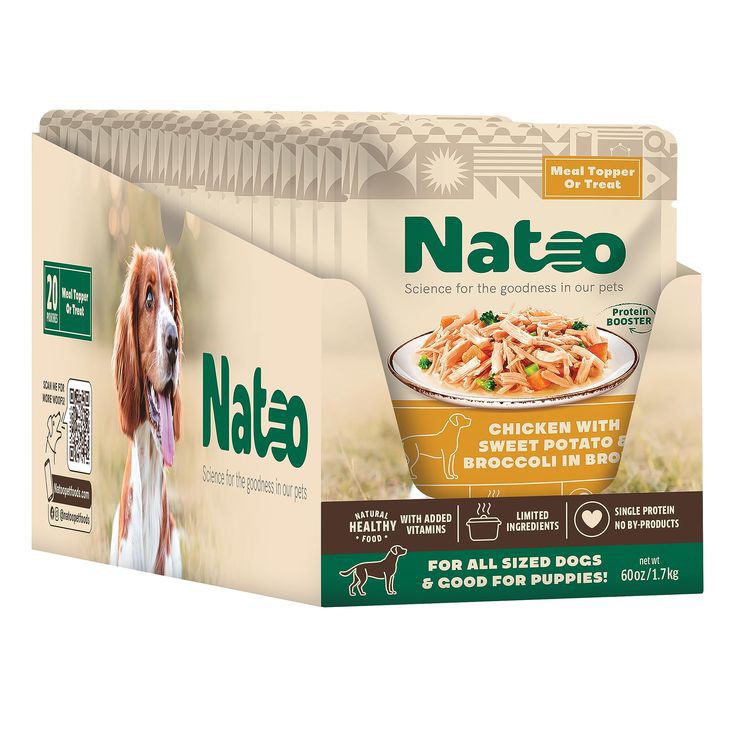 Meal Topper
Or Treat
Natoo
Science for the goodness in our pets
Protein
BOOSTER
CHICKEN WITH
SWEET POTATO &
BROCCOLI IN BRO
NATURAL
HEALTHY
FOOD
WITH ADDED
VITAMINS
LIMITED
INGREDIENTS
SINGLE PROTEIN
NO BY-PRODUCTS
FOR ALL SIZED DOGS
& GOOD FOR PUPPIES!
net wt
60oz/1.7kg
20
POUCHES
Meal Topper
Or Treat
SCAN ME FOR
MORE WOOFS!
Natoopetfoods.com
@natoopetfoods
Natoo
Science for the goodness in our pets